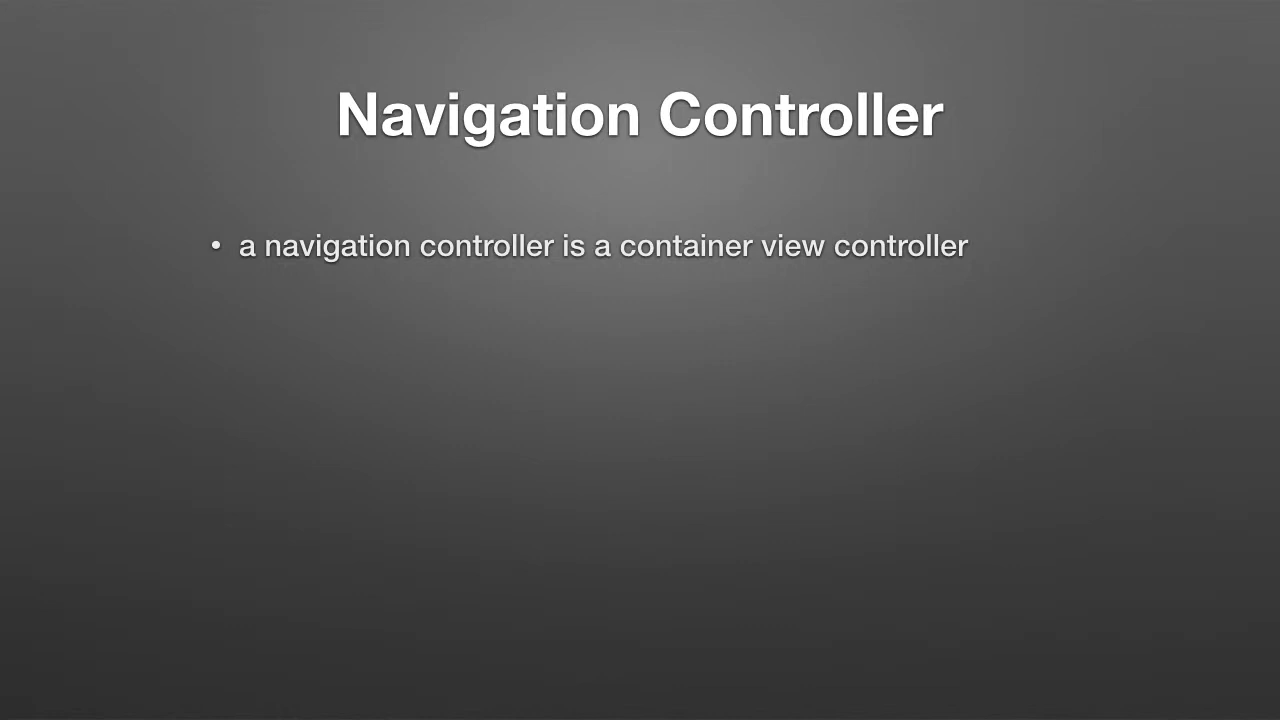 Navigation Controller
• a navigation controller is a container view controller